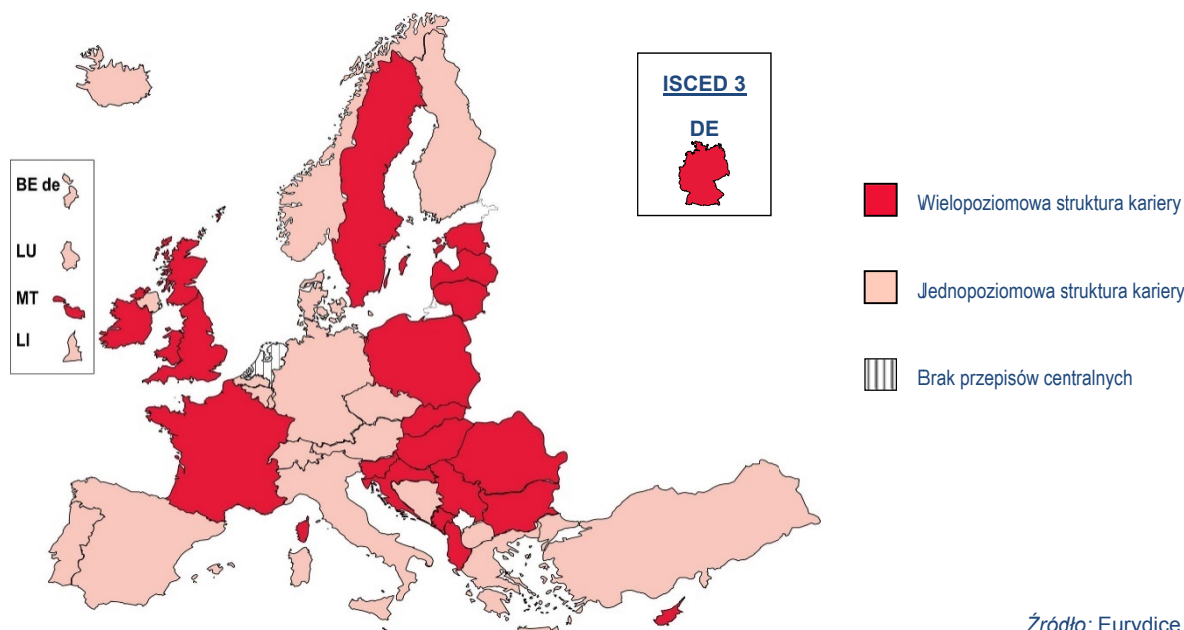 ISCED 3
DE
BE de
LU
MT
LI
Wielopoziomowa struktura kariery
Jednopoziomowa struktura kariery
Brak przepisów centralnych
Źródło: Eurydice.